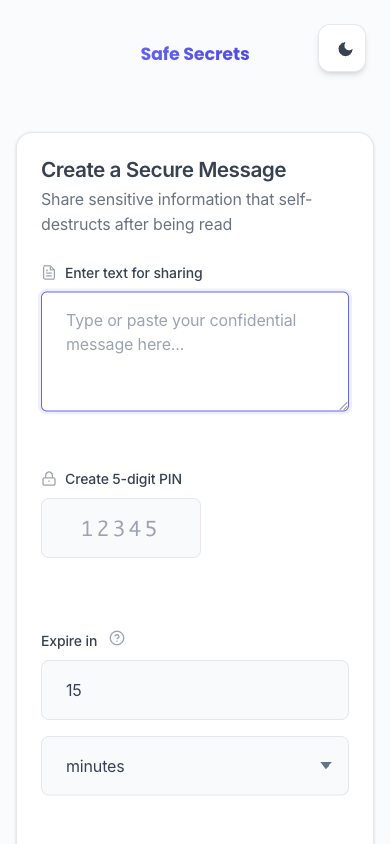 Safe Secrets
Create a Secure Message
Share sensitive information that self-
destructs after being read
Enter text for sharing
Type or paste your confidential
message here...
Create 5-digit PIN
12345
Expire in
15
minutes